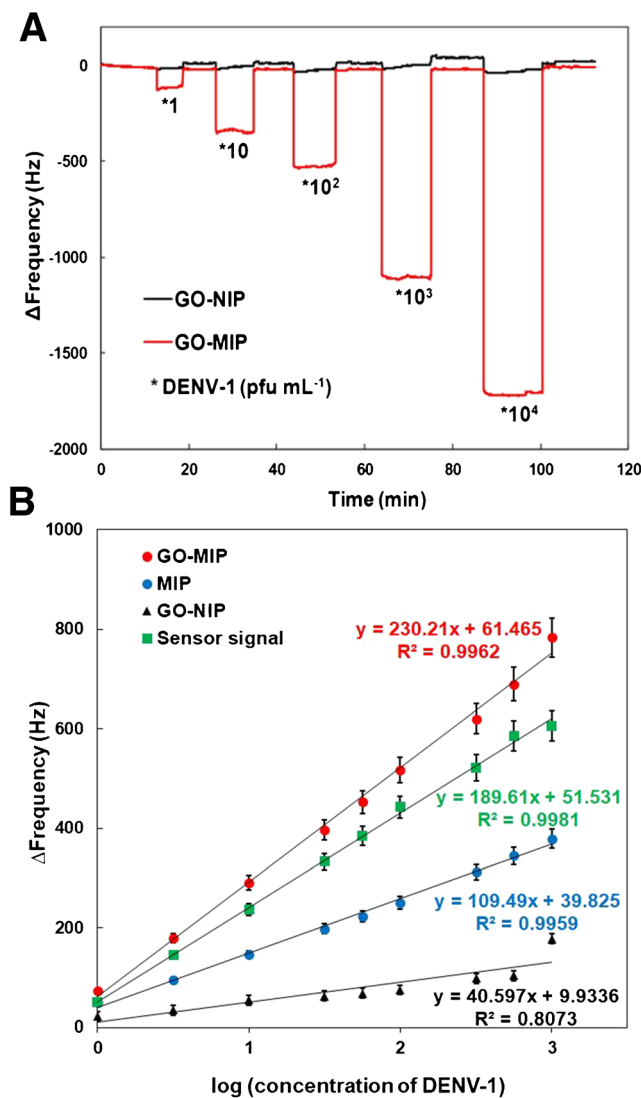 A
0
-500
-1000
-1500
-2000
ΔFrequency (Hz)
*1
*10
*10²
*10³
*10⁴
GO-NIP
GO-MIP
* DENV-1 (pfu mL⁻¹)
0 20 40 60 80 100 120
Time (min)
B
1000
800
600
400
200
0
ΔFrequency (Hz)
GO-MIP
MIP
GO-NIP
Sensor signal
y = 230.21x + 61.465
R² = 0.9962
y = 189.61x + 51.531
R² = 0.9981
y = 109.49x + 39.825
R² = 0.9959
y = 40.597x + 9.9336
R² = 0.8073
0 1 2 3
log (concentration of DENV-1)